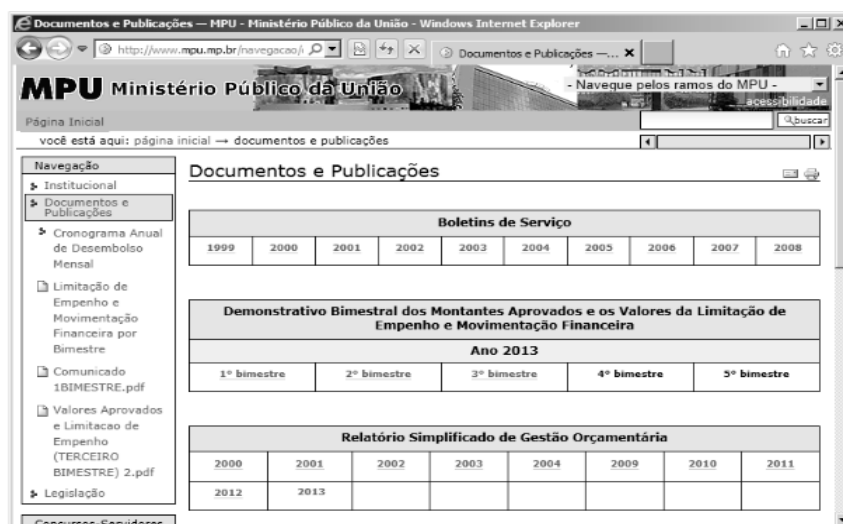 Documentos e Publicações — MPU - Ministério Público da União - Windows Internet Explorer
http://www.mpu.mp.br/navegacao/i
Documentos e Publicações —...
MPU Ministério Público da União
- Navegue pelos ramos do MPU -
acessibilidade
Página Inicial
buscar
você está aqui: página inicial → documentos e publicações
Navegação
Institucional
Documentos e
Publicações
Cronograma Anual
de Desembolso
Mensal
Limitação de
Empenho e
Movimentação
Financeira por
Bimestre
Comunicado
1BIMESTRE.pdf
Valores Aprovados
e Limitacao de
Empenho
(TERCEIRO
BIMESTRE) 2.pdf
Legislação
Concursos-Servidores
Documentos e Publicações
Boletins de Serviço
1999 2000 2001 2002 2003 2004 2005 2006 2007 2008
Demonstrativo Bimestral dos Montantes Aprovados e os Valores da Limitação de
Empenho e Movimentação Financeira
Ano 2013
1º bimestre 2º bimestre 3º bimestre 4º bimestre 5º bimestre
Relatório Simplificado de Gestão Orçamentária
2000 2001 2002 2003 2004 2009 2010 2011
2012 2013